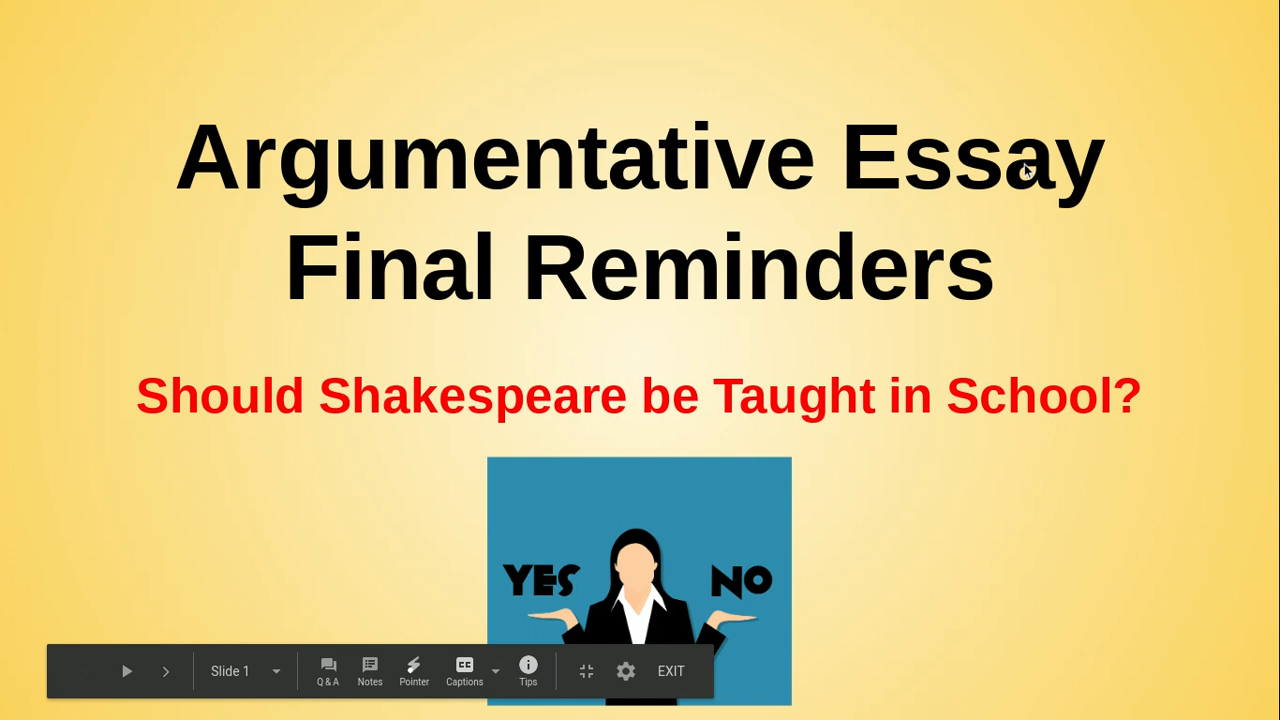 Argumentative Essay
Final Reminders
Should Shakespeare be Taught in School?
YES NO
Slide 1
Q & A Notes Pointer Captions Tips
EXIT